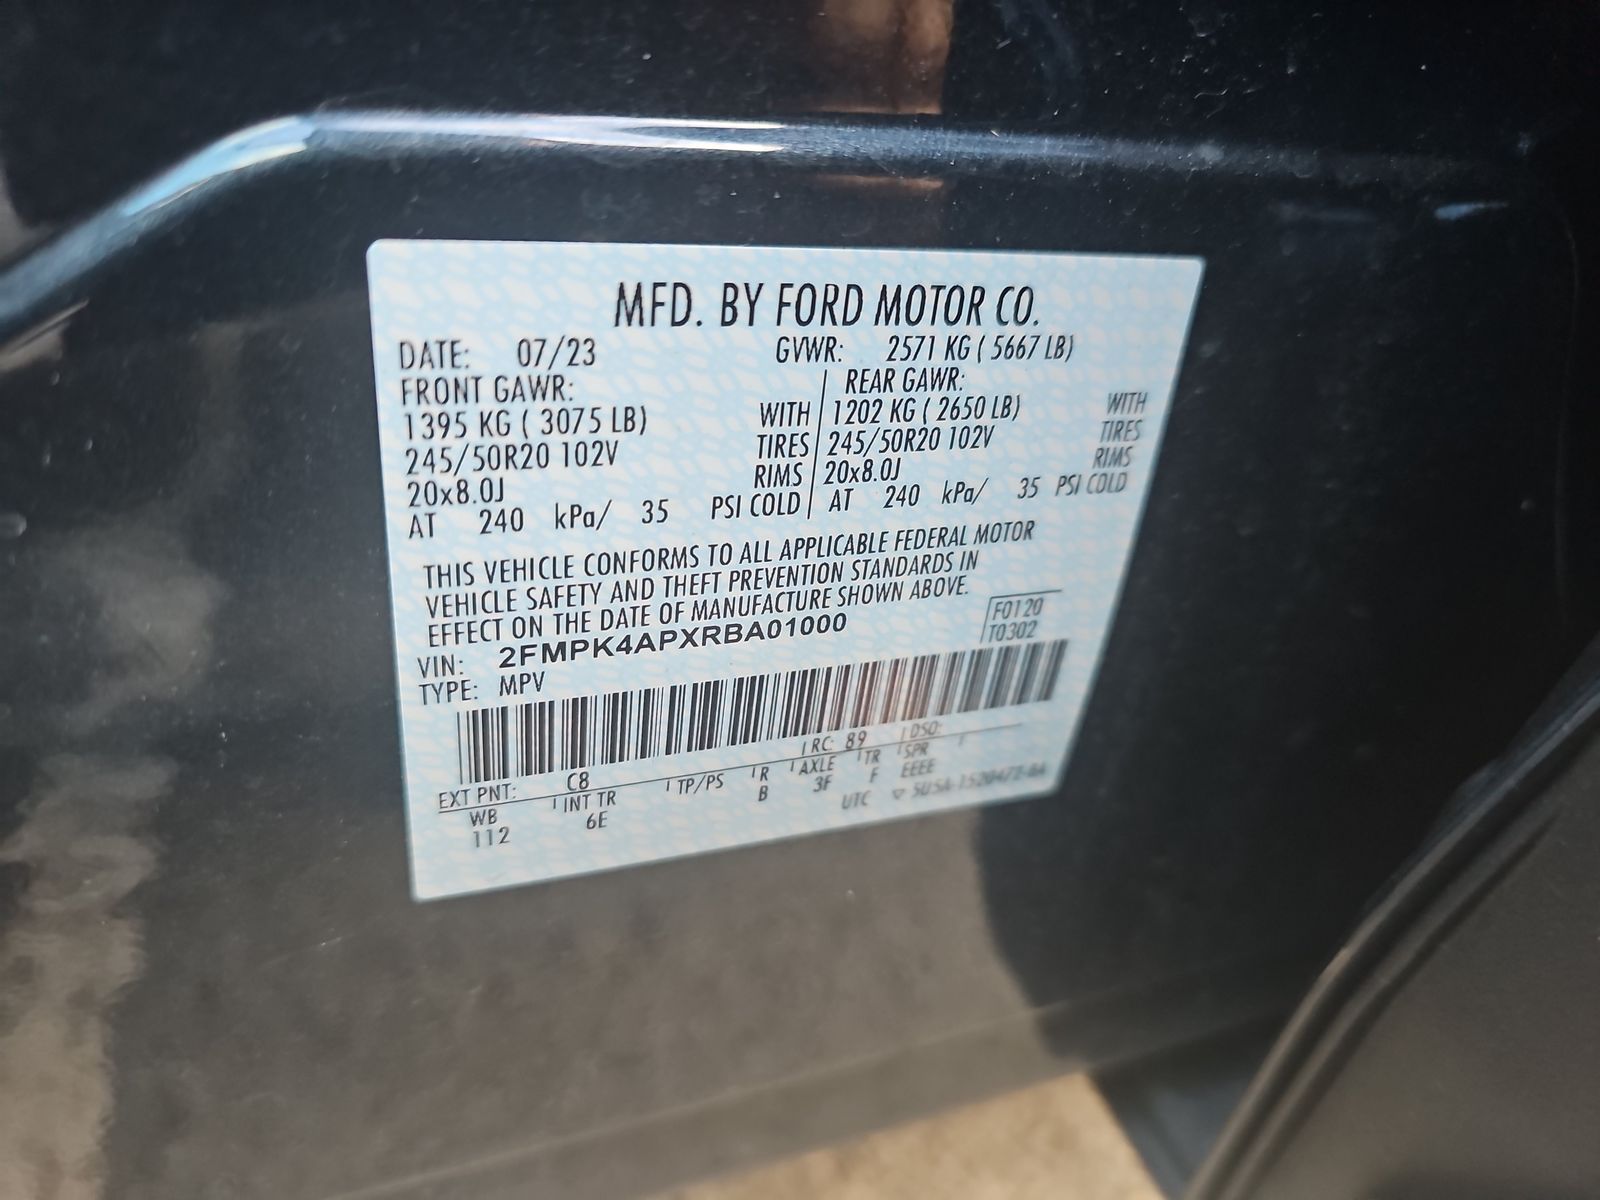 MFD. BY FORD MOTOR CO.
DATE: 07/23 GVWR: 2571 KG ( 5667 LB)
FRONT GAWR: REAR GAWR:
1395 KG ( 3075 LB) WITH 1202 KG ( 2650 LB) WITH
245/50R20 102V TIRES 245/50R20 102V TIRES
20x8.0J RIMS 20x8.0J RIMS
AT 240 kPa/ 35 PSI COLD AT 240 kPa/ 35 PSI COLD
THIS VEHICLE CONFORMS TO ALL APPLICABLE FEDERAL MOTOR
VEHICLE SAFETY AND THEFT PREVENTION STANDARDS IN
EFFECT ON THE DATE OF MANUFACTURE SHOWN ABOVE.
F0120
VIN: 2FMPK4APXRBA01000 T0302
TYPE: MPV
EXT PNT: C8 RC: 89 DSO:
WB INT TR TP/PS R AXLE TR SPR
112 6E B 3F F EEEE
UTC ▽ 5U5A-1520472-BA